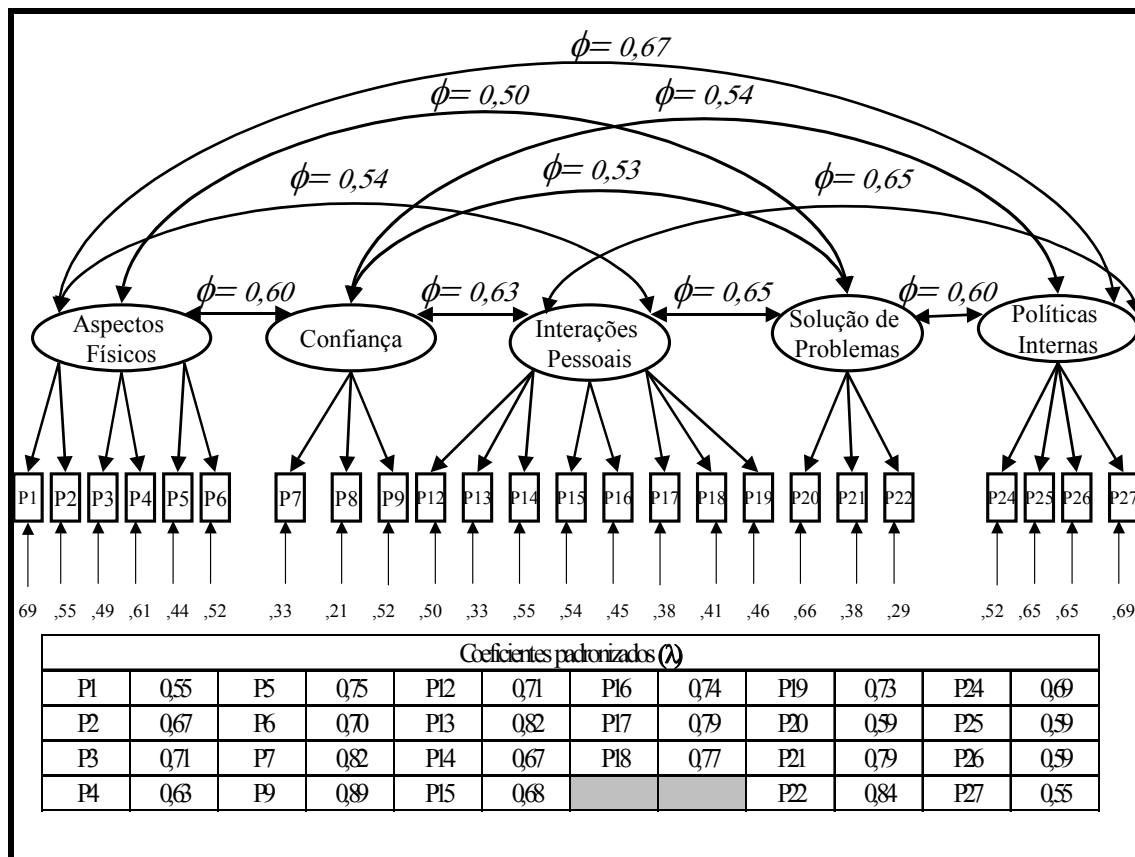 ϕ= 0,67
ϕ= 0,50 ϕ= 0,54
ϕ= 0,54 ϕ= 0,53 ϕ= 0,65
ϕ= 0,60 ϕ= 0,63 ϕ= 0,65 ϕ= 0,60
Aspectos Físicos
Confiança
Interações Pessoais
Solução de Problemas
Políticas Internas
P1 P2 P3 P4 P5 P6 P7 P8 P9 P12 P13 P14 P15 P16 P17 P18 P19 P20 P21 P22 P24 P25 P26 P27
69 ,55 ,49 ,61 ,44 ,52 ,33 ,21 ,52 ,50 ,33 ,55 ,54 ,45 ,38 ,41 ,46 ,66 ,38 ,29 ,52 ,65 ,65 ,69
Coeficientes padronizados (λ)
P1 0,55 P5 0,75 P12 0,71 P16 0,74 P19 0,73 P24 0,69
P2 0,67 P6 0,70 P13 0,82 P17 0,79 P20 0,59 P25 0,59
P3 0,71 P7 0,82 P14 0,67 P18 0,77 P21 0,79 P26 0,59
P4 0,63 P9 0,89 P15 0,68 P22 0,84 P27 0,55